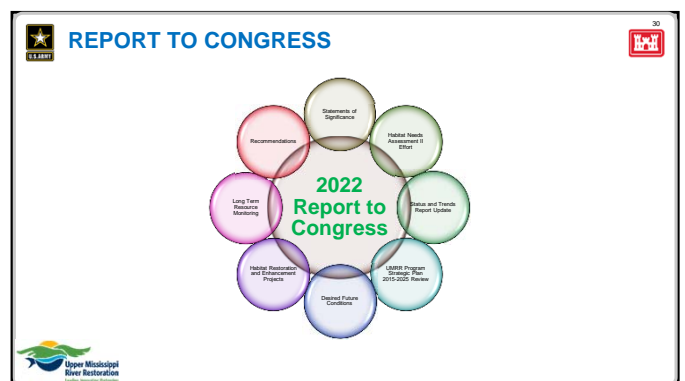 30
REPORT TO CONGRESS
U.S. ARMY
Statements of
Significance
Habitat Needs
Assessment II
Effort
Status and Trends
Report Update
UMRR Program
Strategic Plan
2015-2025 Review
Desired Future
Conditions
Habitat Restoration
and Enhancement
Projects
Long Term
Resource
Monitoring
Recommendations
2022
Report to
Congress
Upper Mississippi
River Restoration